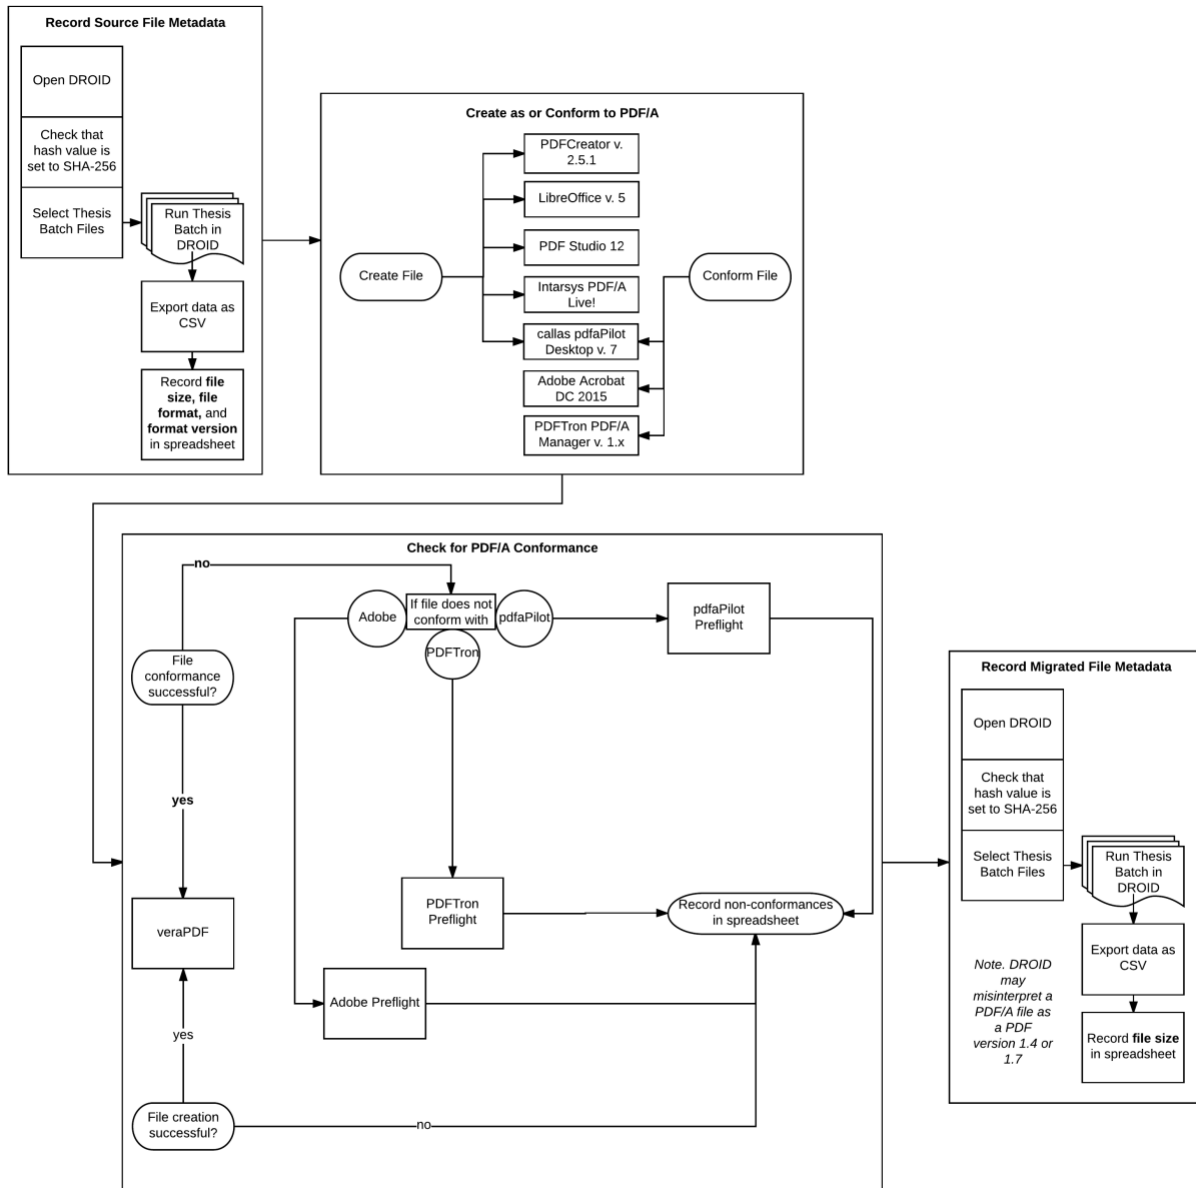 Record Source File Metadata
Open DROID
Check that
hash value is
set to SHA-256
Select Thesis
Batch Files
Run Thesis
Batch in
DROID
Export data as
CSV
Record file
size, file
format, and
format version
in spreadsheet
Create as or Conform to PDF/A
Create File
PDFCreator v.
2.5.1
LibreOffice v. 5
PDF Studio 12
Intarsys PDF/A
Live!
callas pdfaPilot
Desktop v. 7
Adobe Acrobat
DC 2015
PDFTron PDF/A
Manager v. 1.x
Conform File
Check for PDF/A Conformance
no
File
conformance
successful?
yes
veraPDF
yes
File creation
successful?
no
Adobe
If file does not
conform with
pdfaPilot
PDFTron
pdfaPilot
Preflight
PDFTron
Preflight
Adobe Preflight
Record non-conformances
in spreadsheet
Record Migrated File Metadata
Open DROID
Check that
hash value is
set to SHA-256
Select Thesis
Batch Files
Run Thesis
Batch in
DROID
Export data as
CSV
Record file size
in spreadsheet
Note. DROID
may
misinterpret a
PDF/A file as
a PDF
version 1.4 or
1.7